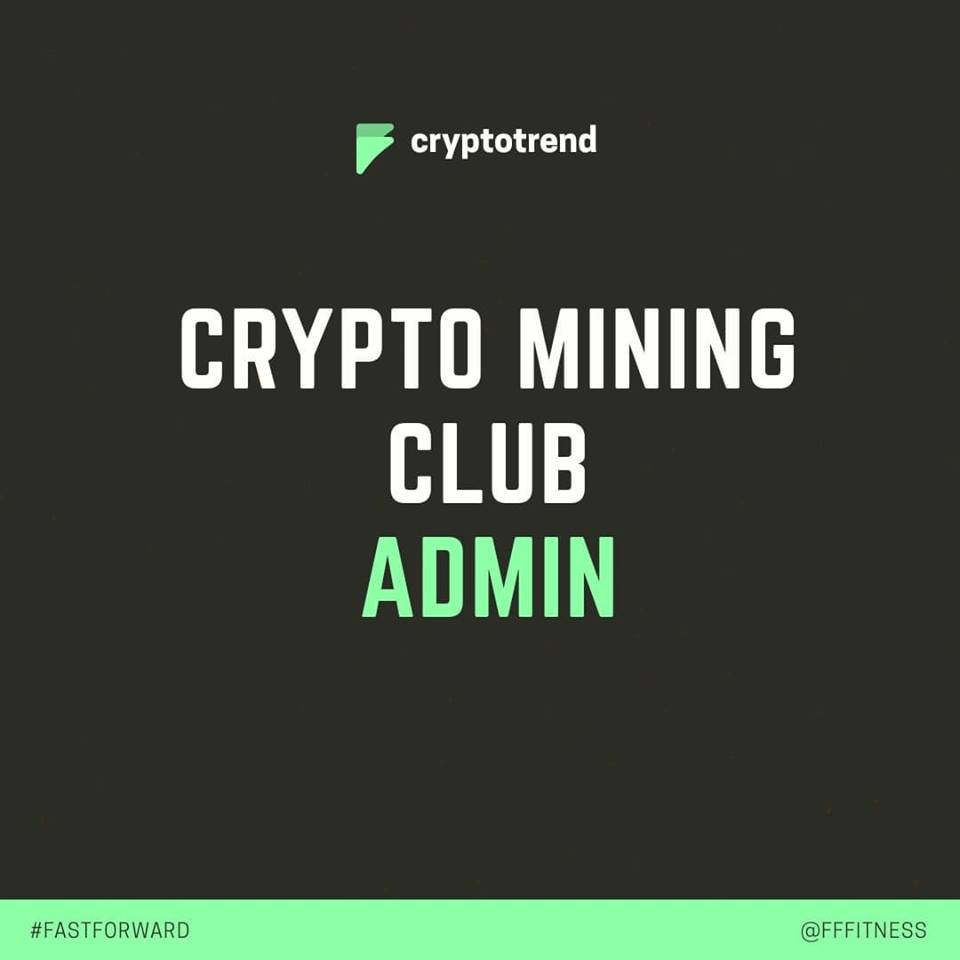 cryptotrend
CRYPTO MINING
CLUB
ADMIN
#FASTFORWARD
@FFFITNESS